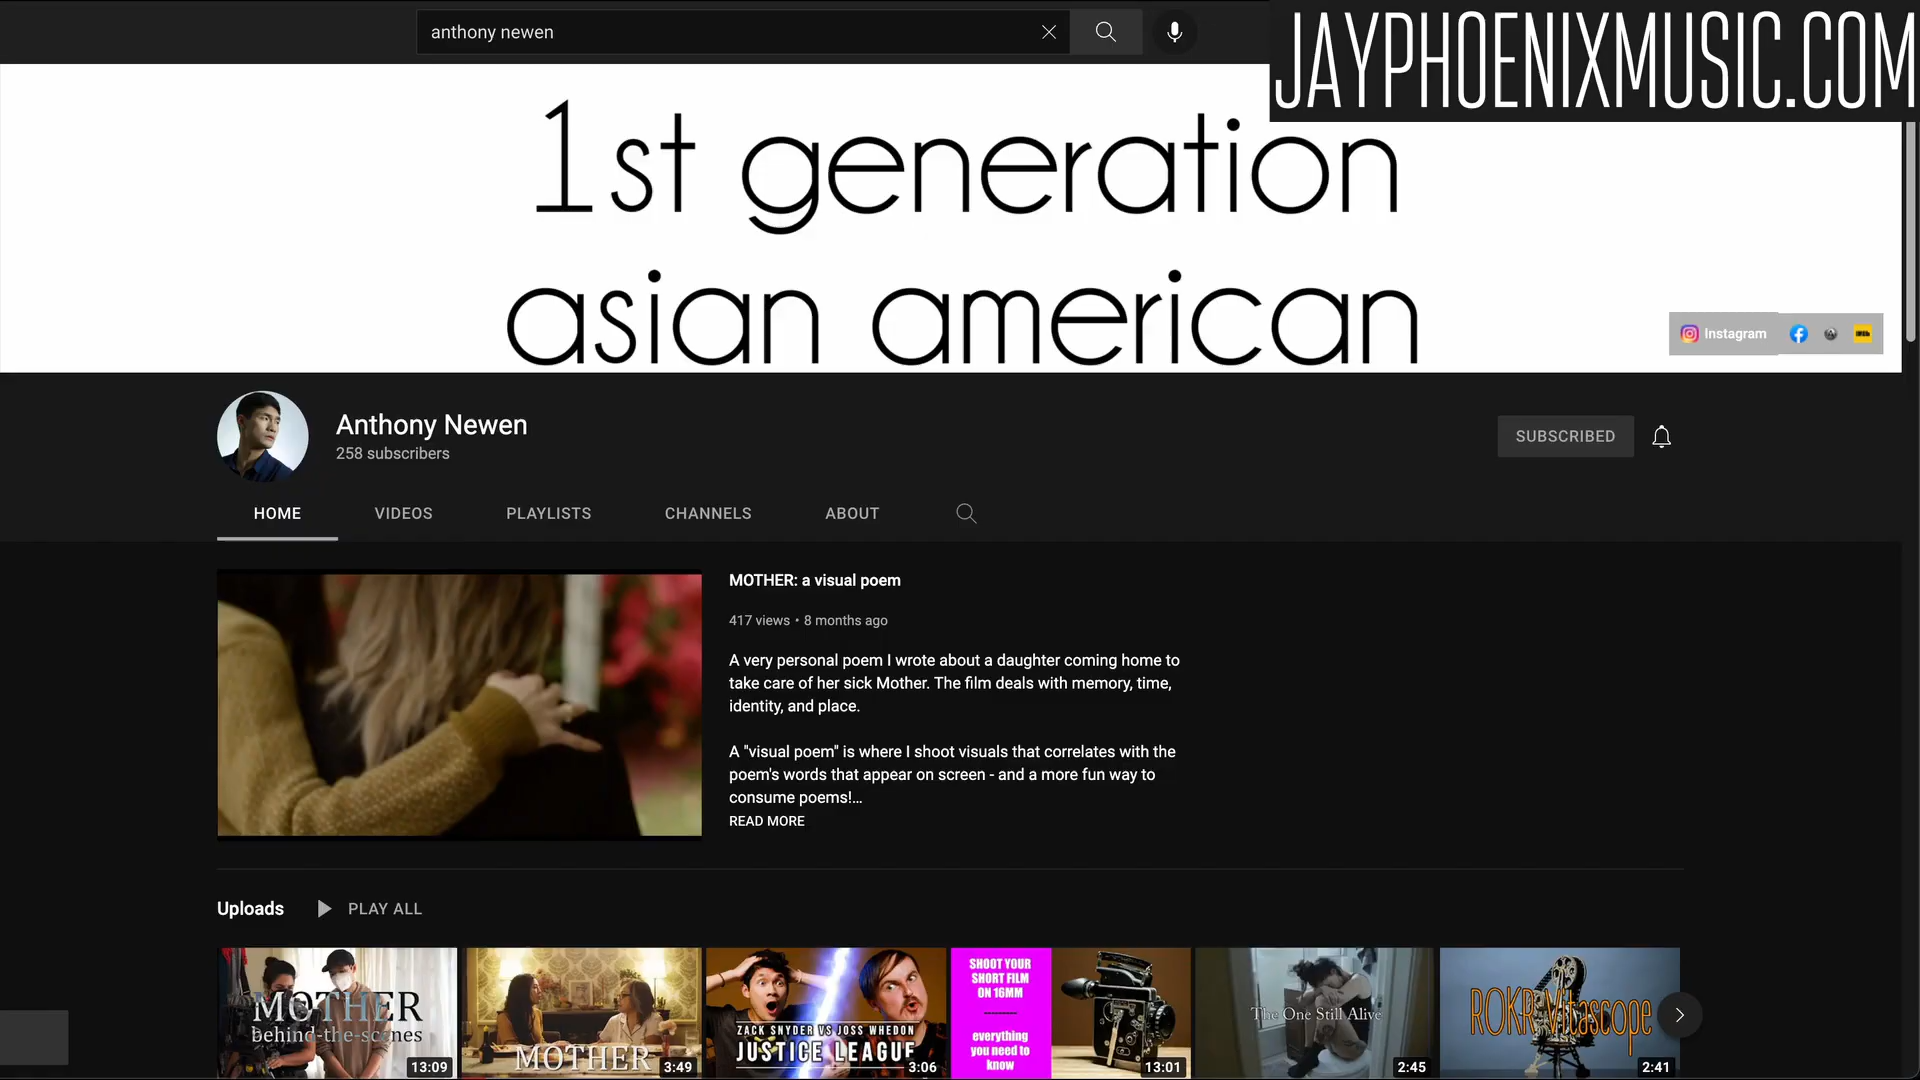 anthony newen
JAYPHOENIXMUSIC.COM
1st generation
asian american
Instagram
Anthony Newen
258 subscribers
SUBSCRIBED
HOME
VIDEOS
PLAYLISTS
CHANNELS
ABOUT
MOTHER: a visual poem
417 views • 8 months ago
A very personal poem I wrote about a daughter coming home to
take care of her sick Mother. The film deals with memory, time,
identity, and place.
A "visual poem" is where I shoot visuals that correlates with the
poem's words that appear on screen - and a more fun way to
consume poems!...
READ MORE
Uploads
PLAY ALL
MOTHER
behind-the-scenes
13:09
MOTHER
3:49
ZACK SNYDER VS JOSS WHEDON
JUSTICE LEAGUE
3:06
SHOOT YOUR
SHORT FILM
ON 16MM
everything
you need to
know
13:01
The One Still Alive
2:45
ROKR Vitascope
2:41